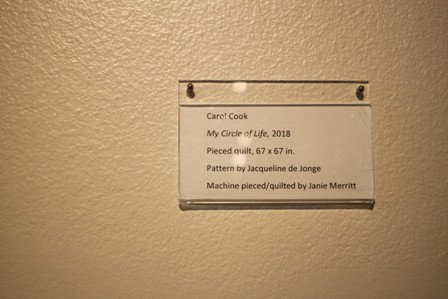 Carol Cook
My Circle of Life, 2018
Pieced quilt, 67 x 67 in.
Pattern by Jacqueline de Jonge
Machine pieced/quilted by Janie Merritt